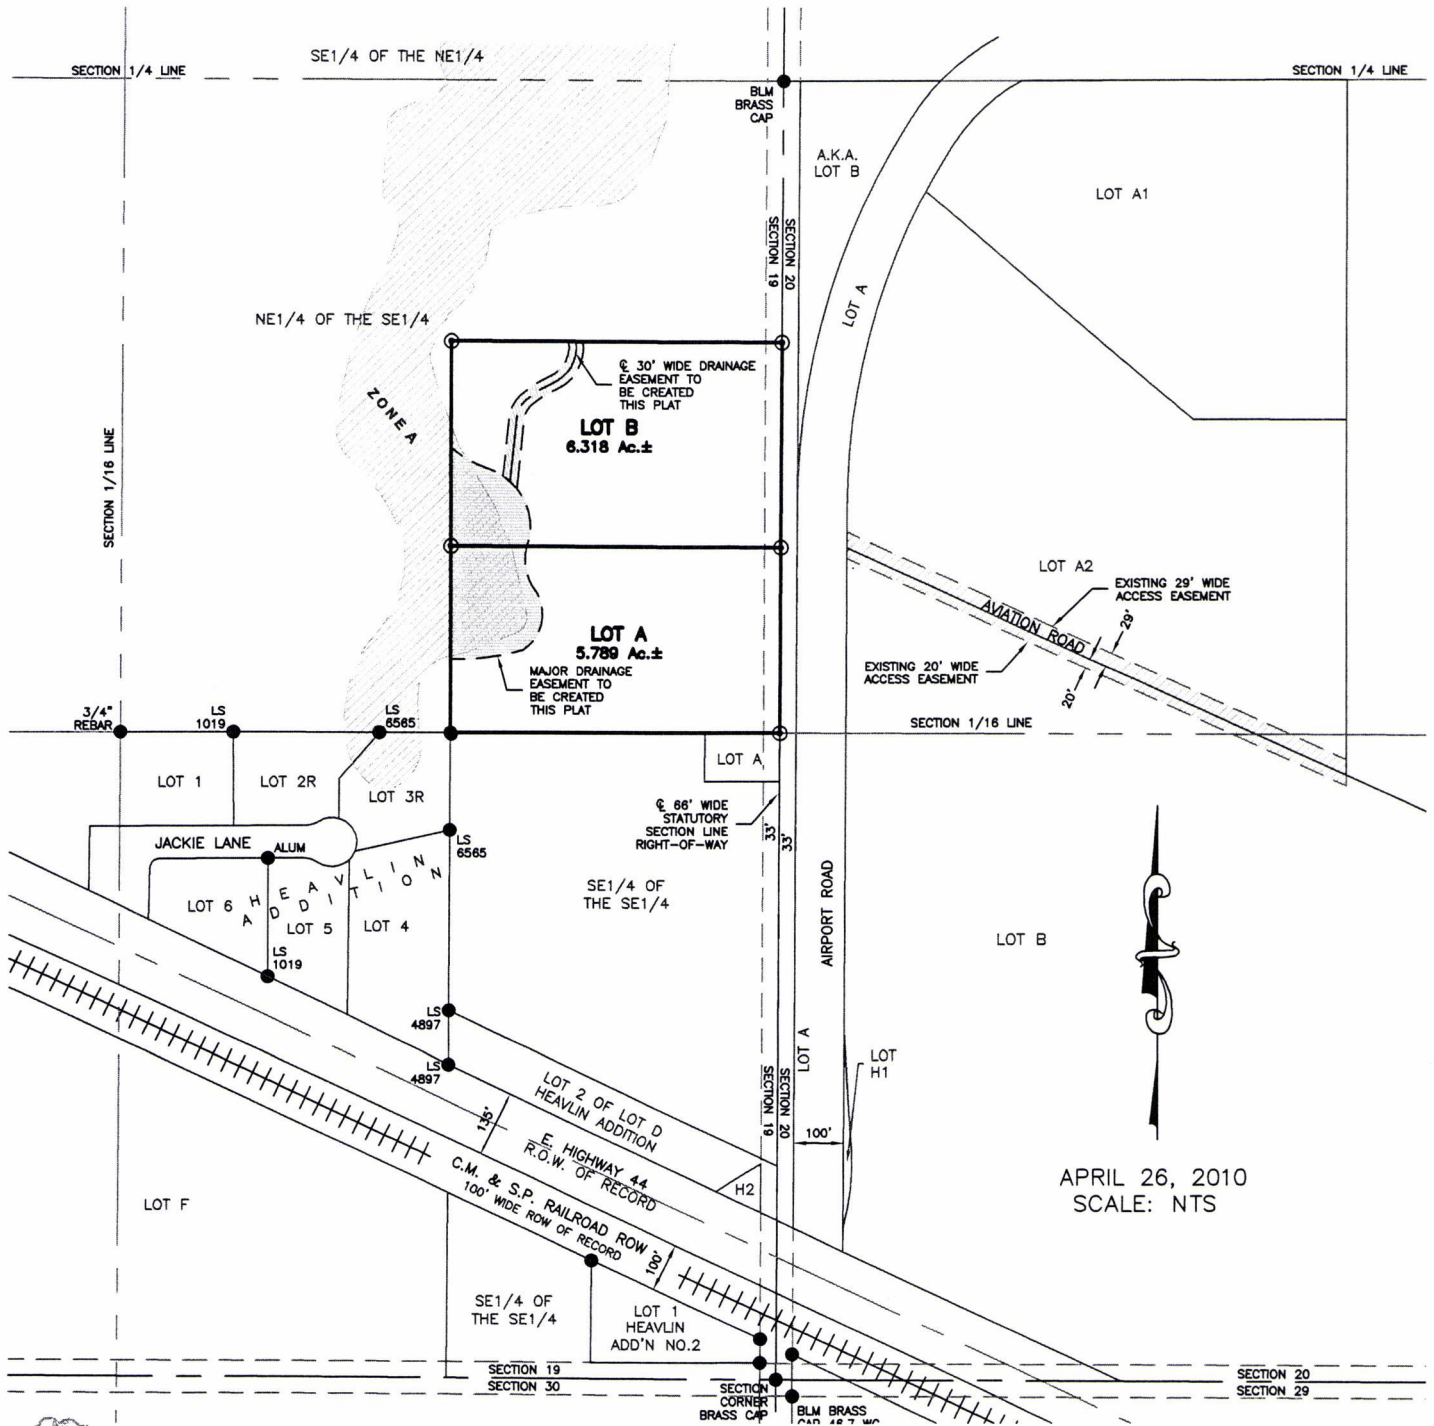 SE1/4 OF THE NE1/4
SECTION 1/4 LINE
SECTION 1/4 LINE
BLM
BRASS
CAP
A.K.A.
LOT B
LOT A1
SECTION 19
SECTION 20
LOT A
NE1/4 OF THE SE1/4
ZONE A
℄ 30' WIDE DRAINAGE
EASEMENT TO
BE CREATED
THIS PLAT
LOT B
6.318 Ac.±
SECTION 1/16 LINE
LOT A2
EXISTING 29' WIDE
ACCESS EASEMENT
AVIATION ROAD
29'
EXISTING 20' WIDE
ACCESS EASEMENT
20'
LOT A
5.789 Ac.±
MAJOR DRAINAGE
EASEMENT TO
BE CREATED
THIS PLAT
3/4"
REBAR
LS
1019
LS
6565
SECTION 1/16 LINE
LOT A
LOT 1
LOT 2R
LOT 3R
℄ 66' WIDE
STATUTORY
SECTION LINE
RIGHT-OF-WAY
33'
33'
JACKIE LANE
ALUM
LS
6565
HEAVLIN
ADDITION
LOT 6
LOT 5
LOT 4
SE1/4 OF
THE SE1/4
AIRPORT ROAD
LOT B
LS
1019
LS
4897
LS
4897
LOT A
LOT
H1
LOT 2 OF LOT D
HEAVLIN ADDITION
SECTION 19
SECTION 20
100'
135'
E. HIGHWAY 44
R.O.W. OF RECORD
H2
C.M. & S.P. RAILROAD ROW
100' WIDE ROW OF RECORD
100'
APRIL 26, 2010
SCALE: NTS
LOT F
SE1/4 OF
THE SE1/4
LOT 1
HEAVLIN
ADD'N NO.2
SECTION 19
SECTION 30
SECTION 20
SECTION 29
SECTION
CORNER
BRASS CAP
BLM BRASS
CAP 46.7 WC